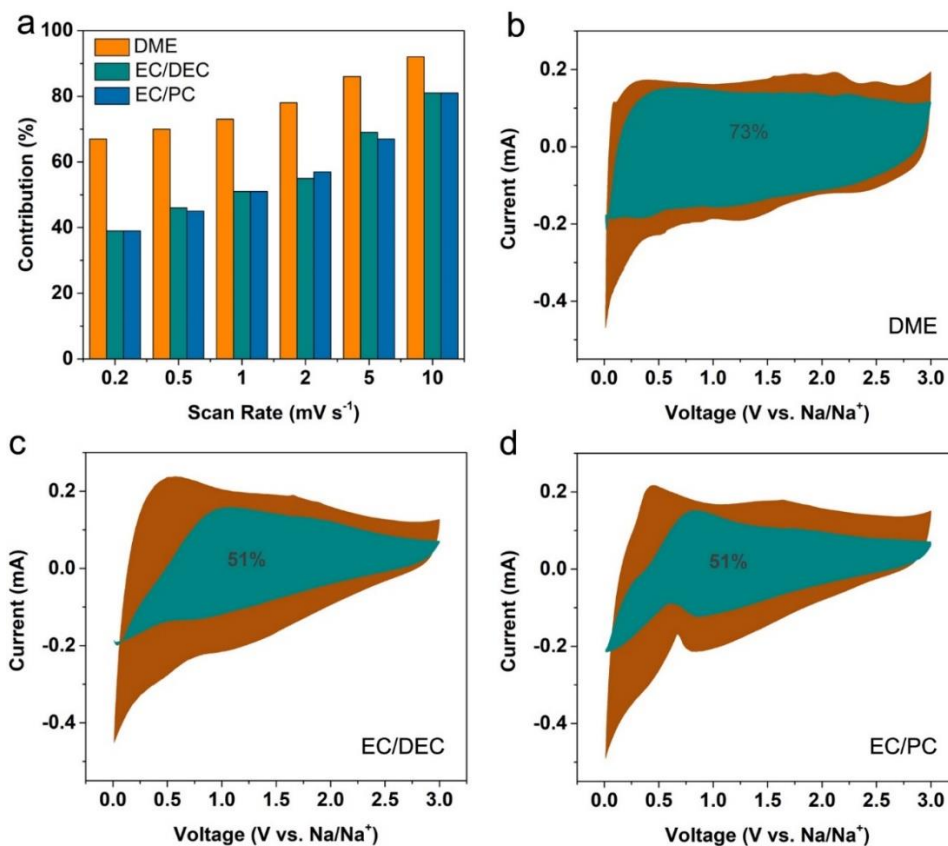 a
100
80
60
40
20
0
Contribution (%)
DME
EC/DEC
EC/PC
0.2 0.5 1 2 5 10
Scan Rate (mV s⁻¹)
b
0.2
0.0
-0.2
-0.4
Current (mA)
73%
DME
0.0 0.5 1.0 1.5 2.0 2.5 3.0
Voltage (V vs. Na/Na⁺)
c
0.2
0.0
-0.2
-0.4
Current (mA)
51%
EC/DEC
0.0 0.5 1.0 1.5 2.0 2.5 3.0
Voltage (V vs. Na/Na⁺)
d
0.2
0.0
-0.2
-0.4
Current (mA)
51%
EC/PC
0.0 0.5 1.0 1.5 2.0 2.5 3.0
Voltage (V vs. Na/Na⁺)